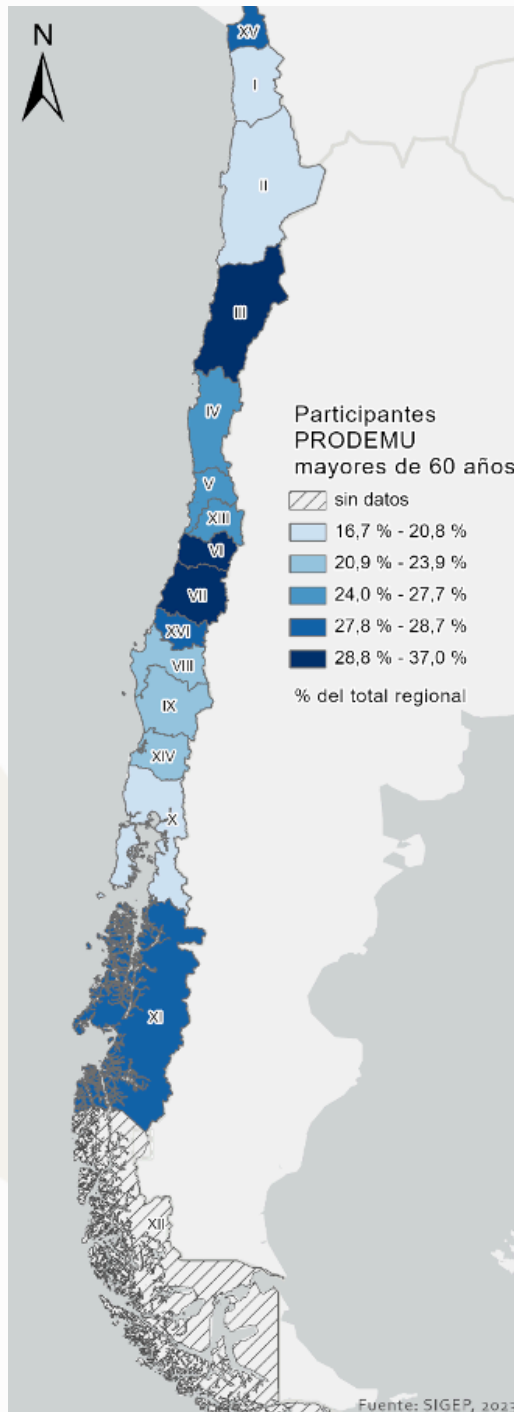 N
XV
I
II
III
IV
V
XIII
VI
VII
XVI
VIII
IX
XIV
X
XI
XII
Participantes
PRODEMU
mayores de 60 años
sin datos
16,7 % - 20,8 %
20,9 % - 23,9 %
24,0 % - 27,7 %
27,8 % - 28,7 %
28,8 % - 37,0 %
% del total regional
Fuente: SIGEP, 2023